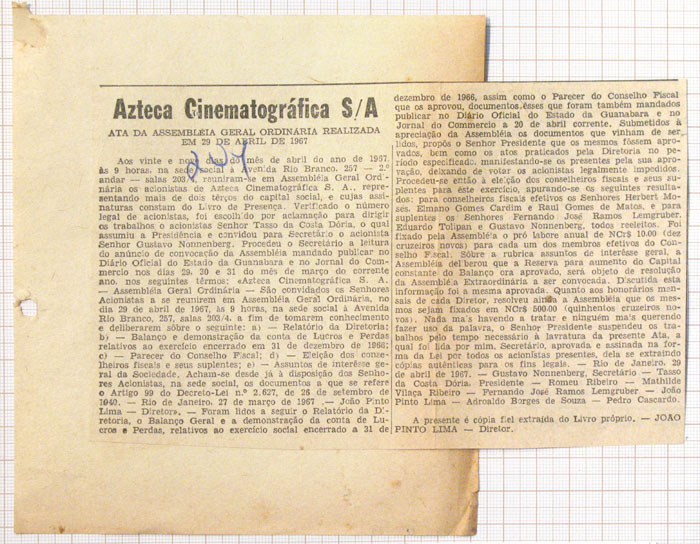 Azteca Cinematográfica S/A
ATA DA ASSEMBLÉIA GERAL ORDINÁRIA REALIZADA
EM 29 DE ABRIL DE 1967
Aos vinte e nove dias do mês de abril do ano de 1967,
às 9 horas, na sede social à Avenida Rio Branco. 257 — 2.º
andar — salas 203/4, reuniram-se em Assembléia Geral Ord-
nária os acionistas de Azteca Cinematográfica S. A., repre-
sentando mais de dois têrços do capital social, e cujas assi-
naturas constam do Livro de Presença. Verificado o número
legal de acionistas, foi escolhido por aclamação para dirigir
os trabalhos o acionista Senhor Tasso da Costa Dória, o qual
assumiu a Presidência e convidou para Secretário o acionista
Senhor Gustavo Nonnenberg. Procedeu o Secretário a leitura
do anúncio de convocação da Assembléia mandado publicar no
Diário Oficial do Estado da Guanabara e no Jornal do Com-
mercio nos dias 29, 30 e 31 do mês de março do corrente
ano, nos seguintes têrmos: «Azteca Cinematográfica S. A.
— Assembléia Geral Ordinária — São convidados os Senhores
Acionistas a se reunirem em Assembléia Geral Ordinária, no
dia 29 de abril de 1967, às 9 horas, na sede social à Avenida
Rio Branco, 257, salas 203/4, a fim de tomarem conhecimento
e deliberarem sôbre o seguinte: a) — Relatório da Diretoria;
b) — Balanço e demonstração da conta de Lucros e Perdas
relativos ao exercício encerrado em 31 de dezembro de 1966;
c) — Parecer do Conselho Fiscal; d) — Eleição dos conse-
lheiros fiscais e seus suplentes; e) — Assuntos de interêsse ge-
ral da Sociedade. Acham-se desde já à disposição dos Senho-
res Acionistas, na sede social, os documentos a que se refere
o Artigo 99 do Decreto-Lei n.º 2.627, de 26 de setembro de
1940. — Rio de Janeiro, 27 de março de 1967 — João Pinto
Lima — Diretor». — Foram lidos a seguir o Relatório da Di-
retoria, o Balanço Geral e a demonstração da conta de Lu-
cros e Perdas, relativos ao exercício social encerrado a 31 de
dezembro de 1966, assim como o Parecer do Conselho Fiscal
que os aprovou, documentos êsses que foram também mandados
publicar no Diário Oficial do Estado da Guanabara e no
Jornal do Commercio a 20 de abril corrente. Submetidos à
apreciação da Assembléia os documentos que vinham de ser
lidos, propôs o Senhor Presidente que os mesmos fôssem apro-
vados, bem como os atos praticados pela Diretoria no
período especificado, manifestando-se os presentes pela sua apro-
vação, deixando de votar os acionistas legalmente impedidos.
Procedeu-se então à eleição dos conselheiros fiscais e seus su-
plentes para êste exercício, apurando-se os seguintes resulta-
dos: para conselheiros fiscais efetivos os Senhores Herbert Mo-
ses, Elmano Gomes Cardim e Raul Gomes de Matos, e para
suplentes os Senhores Fernando José Ramos Lemgruber.
Eduardo Tolipan e Gustavo Nonnenberg, todos reeleitos. Foi
fixado pela Assembléia o pró labore anual de NCr$ 10,00 (dez
cruzeiros novos) para cada um dos membros efetivos do Con-
selho Fiscal. Sôbre a rubrica assuntos de interêsse geral, a
Assembléia deliberou que a Reserva para aumento do Capital
constante do Balanço ora aprovado, será objeto de resolução
da Assembléia Extraordinária a ser convocada. Discutida esta
informação foi a mesma aprovada. Quanto aos honorários men-
sais de cada Diretor, resolveu ainda a Assembléia que os mes-
mos sejam fixados em NCr$ 500.00 (quinhentos cruzeiros no-
vos). Nada mais havendo a tratar e ninguém mais querendo
fazer uso da palavra, o Senhor Presidente suspendeu os tra-
balhos pelo tempo necessário à lavratura da presente Ata, a
qual foi lida por mim, Secretário, aprovada e assinada na for-
ma da Lei por todos os acionistas presentes, dela se extraindo
cópias autênticas para os fins legais. — Rio de Janeiro. 29
de abril de 1967. — Gustavo Nonnenberg, Secretário — Tasso
da Costa Dória. Presidente — Romeu Ribeiro — Mathilde
Vilaça Ribeiro — Fernando José Ramos Lemgruber — João
Pinto Lima — Adroaldo Borges de Souza — Pedro Cascardo.
A presente é cópia fiel extraída do Livro próprio. — JOÃO
PINTO LIMA — Diretor.